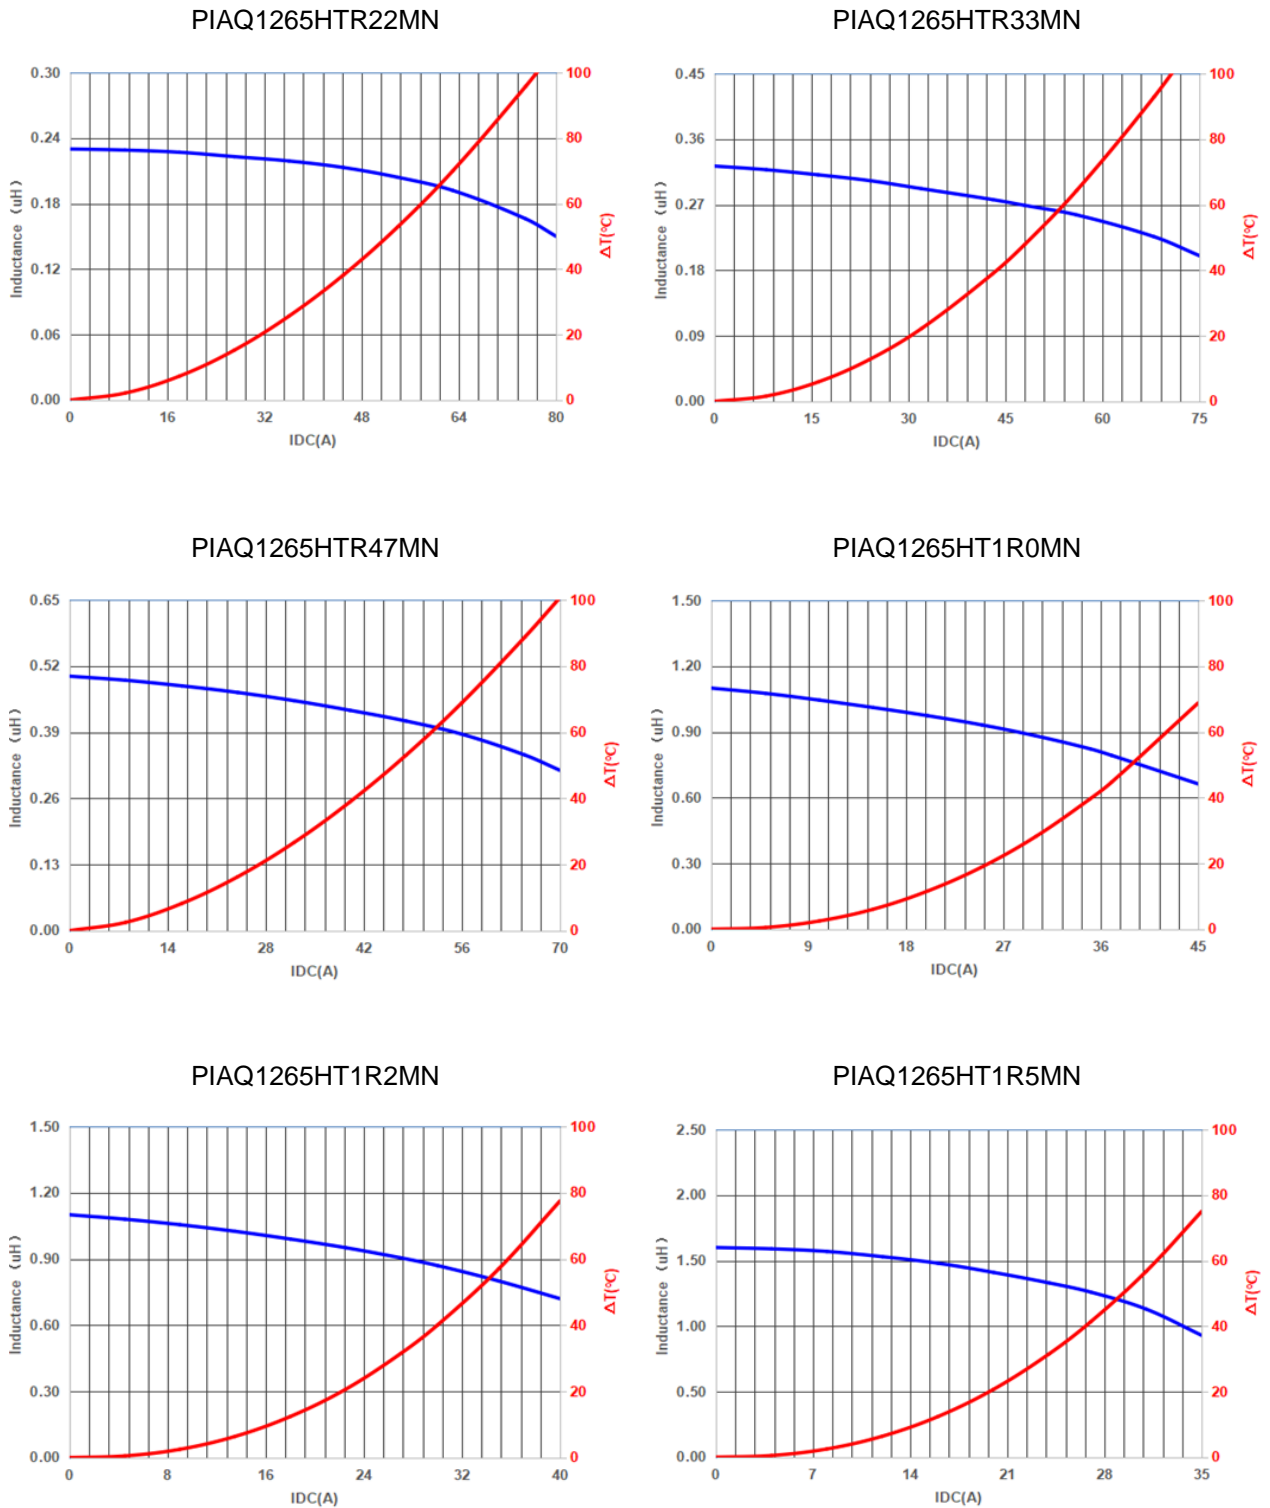 PIAQ1265HTR22MN
PIAQ1265HTR33MN
0.30
0.24
0.18
0.12
0.06
0.00
Inductance (uH)
100
80
60
40
20
0
ΔT(℃)
0 16 32 48 64 80
IDC(A)
0.45
0.36
0.27
0.18
0.09
0.00
Inductance (uH)
100
80
60
40
20
0
ΔT(℃)
0 15 30 45 60 75
IDC(A)
PIAQ1265HTR47MN
PIAQ1265HT1R0MN
0.65
0.52
0.39
0.26
0.13
0.00
Inductance (uH)
100
80
60
40
20
0
ΔT(℃)
0 14 28 42 56 70
IDC(A)
1.50
1.20
0.90
0.60
0.30
0.00
Inductance (uH)
100
80
60
40
20
0
ΔT(℃)
0 9 18 27 36 45
IDC(A)
PIAQ1265HT1R2MN
PIAQ1265HT1R5MN
1.50
1.20
0.90
0.60
0.30
0.00
Inductance (uH)
100
80
60
40
20
0
ΔT(℃)
0 8 16 24 32 40
IDC(A)
2.50
2.00
1.50
1.00
0.50
0.00
Inductance (uH)
100
80
60
40
20
0
ΔT(℃)
0 7 14 21 28 35
IDC(A)